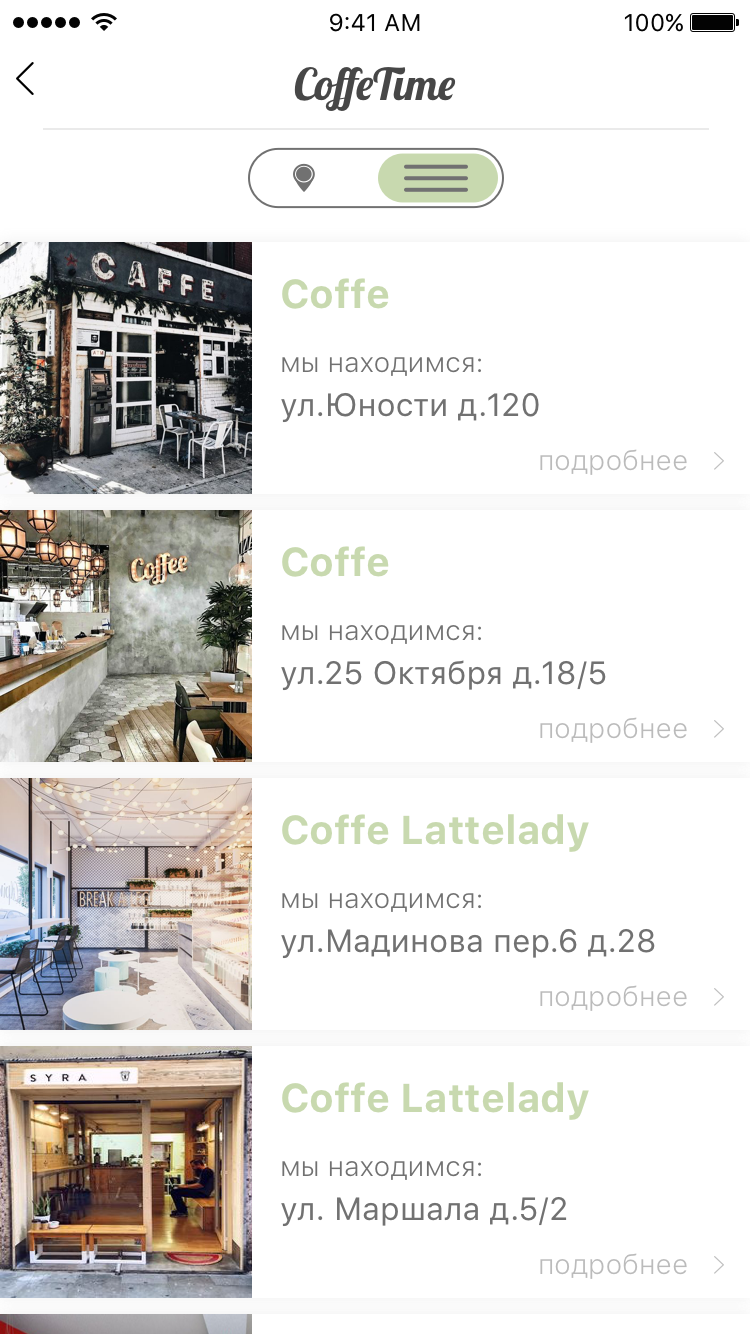 9:41 AM
100%
CoffeTime
CAFFE
Coffe
мы находимся:
ул.Юности д.120
подробнее
Coffee
Coffe
мы находимся:
ул.25 Октября д.18/5
подробнее
BREAK
Coffe Lattelady
мы находимся:
ул.Мадинова пер.6 д.28
подробнее
SYRA
Coffe Lattelady
мы находимся:
ул. Маршала д.5/2
подробнее